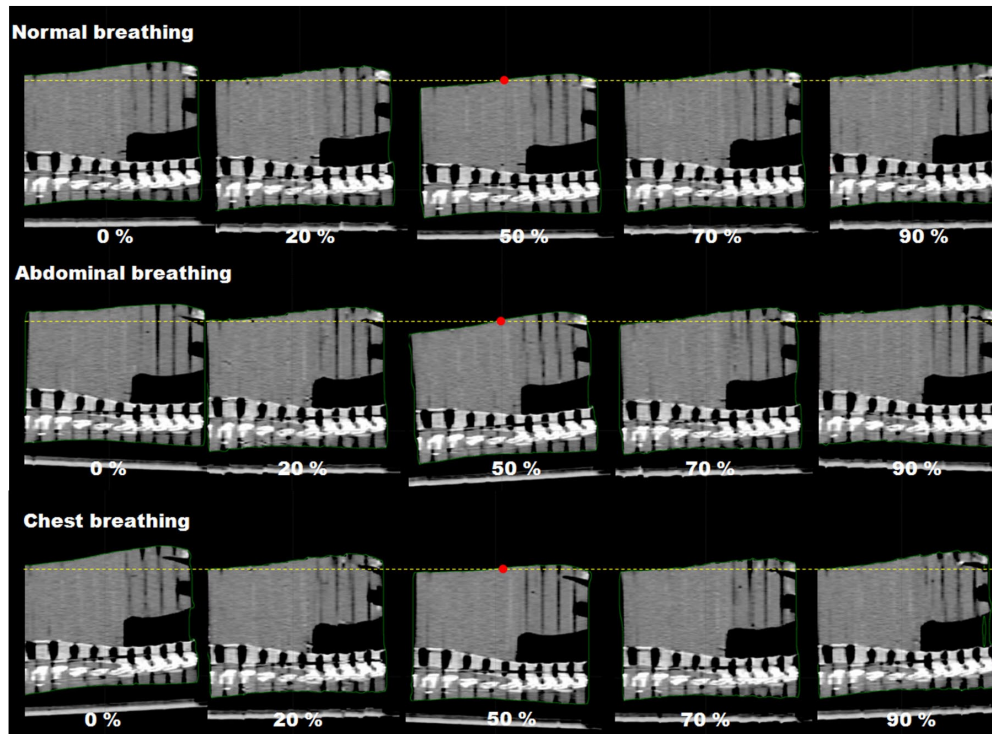 Normal breathing
0 % 20 % 50 % 70 % 90 %
Abdominal breathing
0 % 20 % 50 % 70 % 90 %
Chest breathing
0 % 20 % 50 % 70 % 90 %